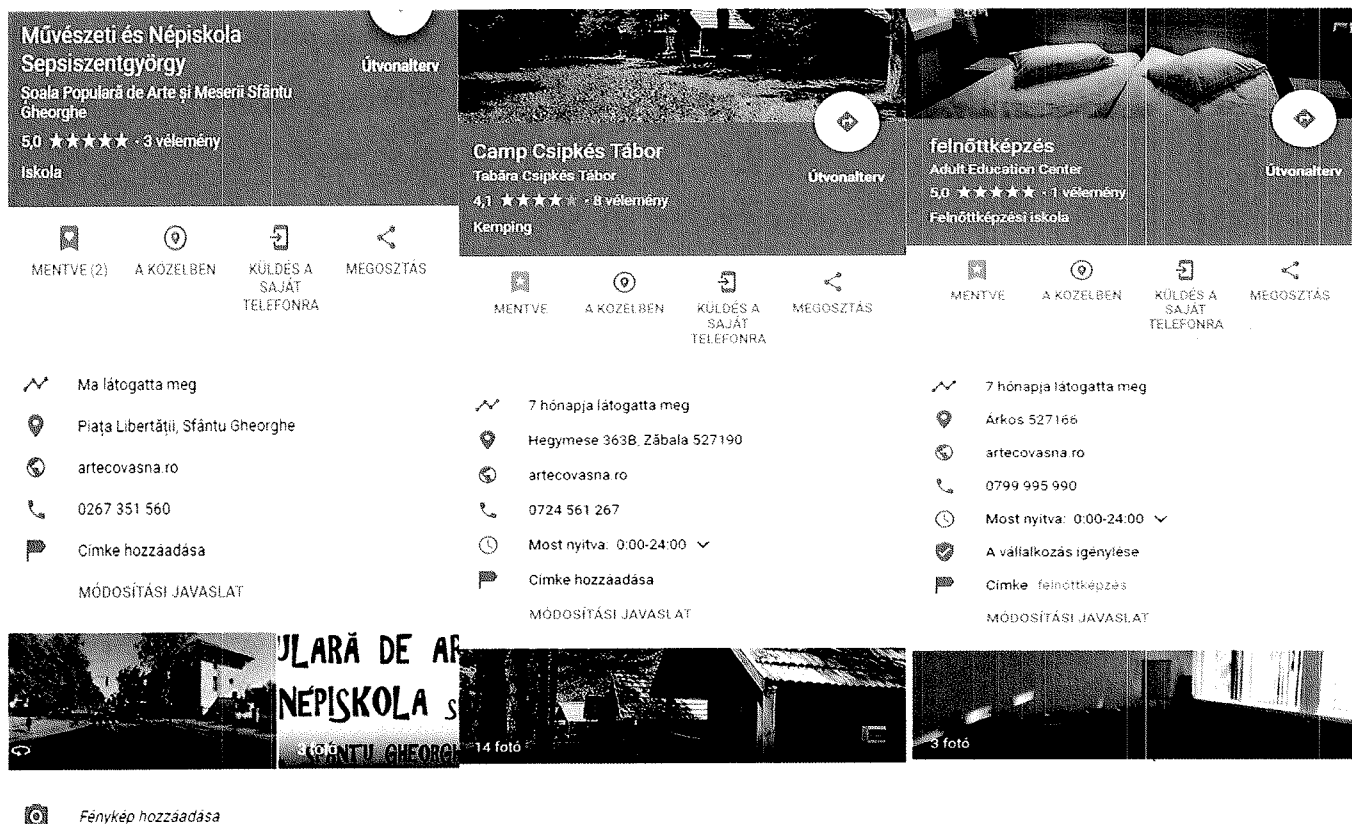 Művészeti és Népiskola
Sepsiszentgyörgy
Școala Populară de Arte și Meserii Sfântu
Gheorghe
5,0 ★★★★★ · 3 vélemény
Iskola
Útvonalterv
MENTVE (2)
A KÖZELBEN
KÜLDÉS A
SAJÁT
TELEFONRA
MEGOSZTÁS
Ma látogatta meg
Piața Libertății, Sfântu Gheorghe
artecovasna.ro
0267 351 560
Címke hozzáadása
MÓDOSÍTÁSI JAVASLAT
ULARĂ DE AR
NÉPISKOLA S
SFÂNTU GHEORGH
3 fotó
Fénykép hozzáadása
Camp Csipkés Tábor
Tabăra Csipkés Tábor
4,1 ★★★★★ · 8 vélemény
Kemping
Útvonalterv
MENTVE
A KÖZELBEN
KÜLDÉS A
SAJÁT
TELEFONRA
MEGOSZTÁS
7 hónapja látogatta meg
Hegymese 363B, Zăbala 527190
artecovasna.ro
0724 561 267
Most nyitva: 0:00-24:00
Címke hozzáadása
MÓDOSÍTÁSI JAVASLAT
14 fotó
felnőttképzés
Adult Education Center
5,0 ★★★★★ · 1 vélemény
Felnőttképzési iskola
Útvonalterv
MENTVE
A KÖZELBEN
KÜLDÉS A
SAJÁT
TELEFONRA
MEGOSZTÁS
7 hónapja látogatta meg
Árkos 527166
artecovasna.ro
0799 995 990
Most nyitva: 0:00-24:00
A vállalkozás igénylése
Címke felnőttképzés
MÓDOSÍTÁSI JAVASLAT
3 fotó